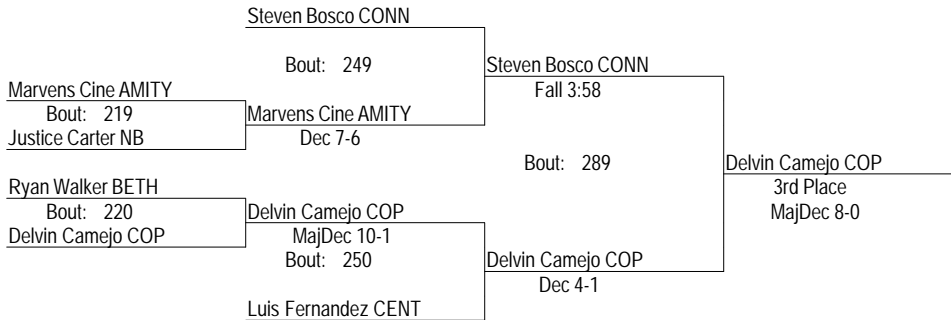 Steven Bosco CONN
Bout: 249
Steven Bosco CONN
Marvens Cine AMITY
Fall 3:58
Bout: 219
Marvens Cine AMITY
Justice Carter NB
Dec 7-6
Bout: 289
Delvin Camejo COP
Ryan Walker BETH
3rd Place
Bout: 220
Delvin Camejo COP
MajDec 8-0
Delvin Camejo COP
MajDec 10-1
Bout: 250
Delvin Camejo COP
Dec 4-1
Luis Fernandez CENT